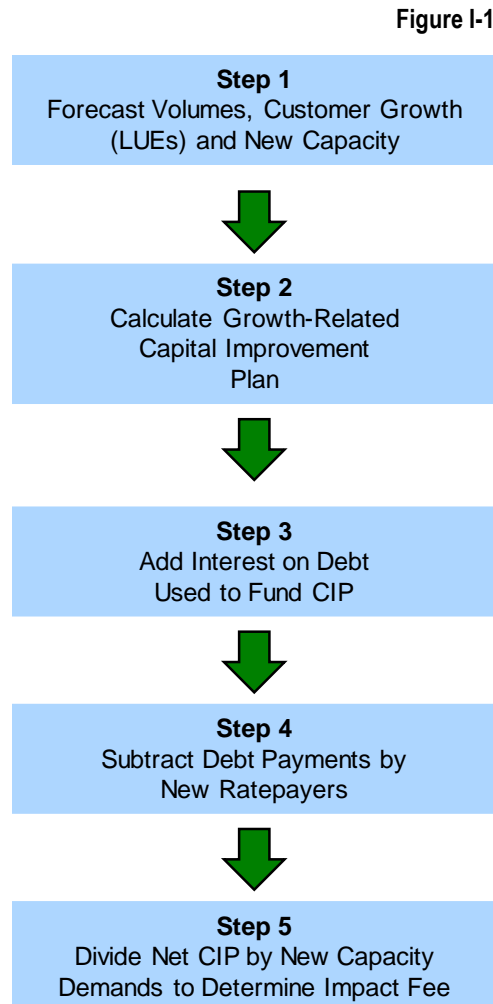 Figure I-1
Step 1
Forecast Volumes, Customer Growth
(LUEs) and New Capacity
Step 2
Calculate Growth-Related
Capital Improvement
Plan
Step 3
Add Interest on Debt
Used to Fund CIP
Step 4
Subtract Debt Payments by
New Ratepayers
Step 5
Divide Net CIP by New Capacity
Demands to Determine Impact Fee